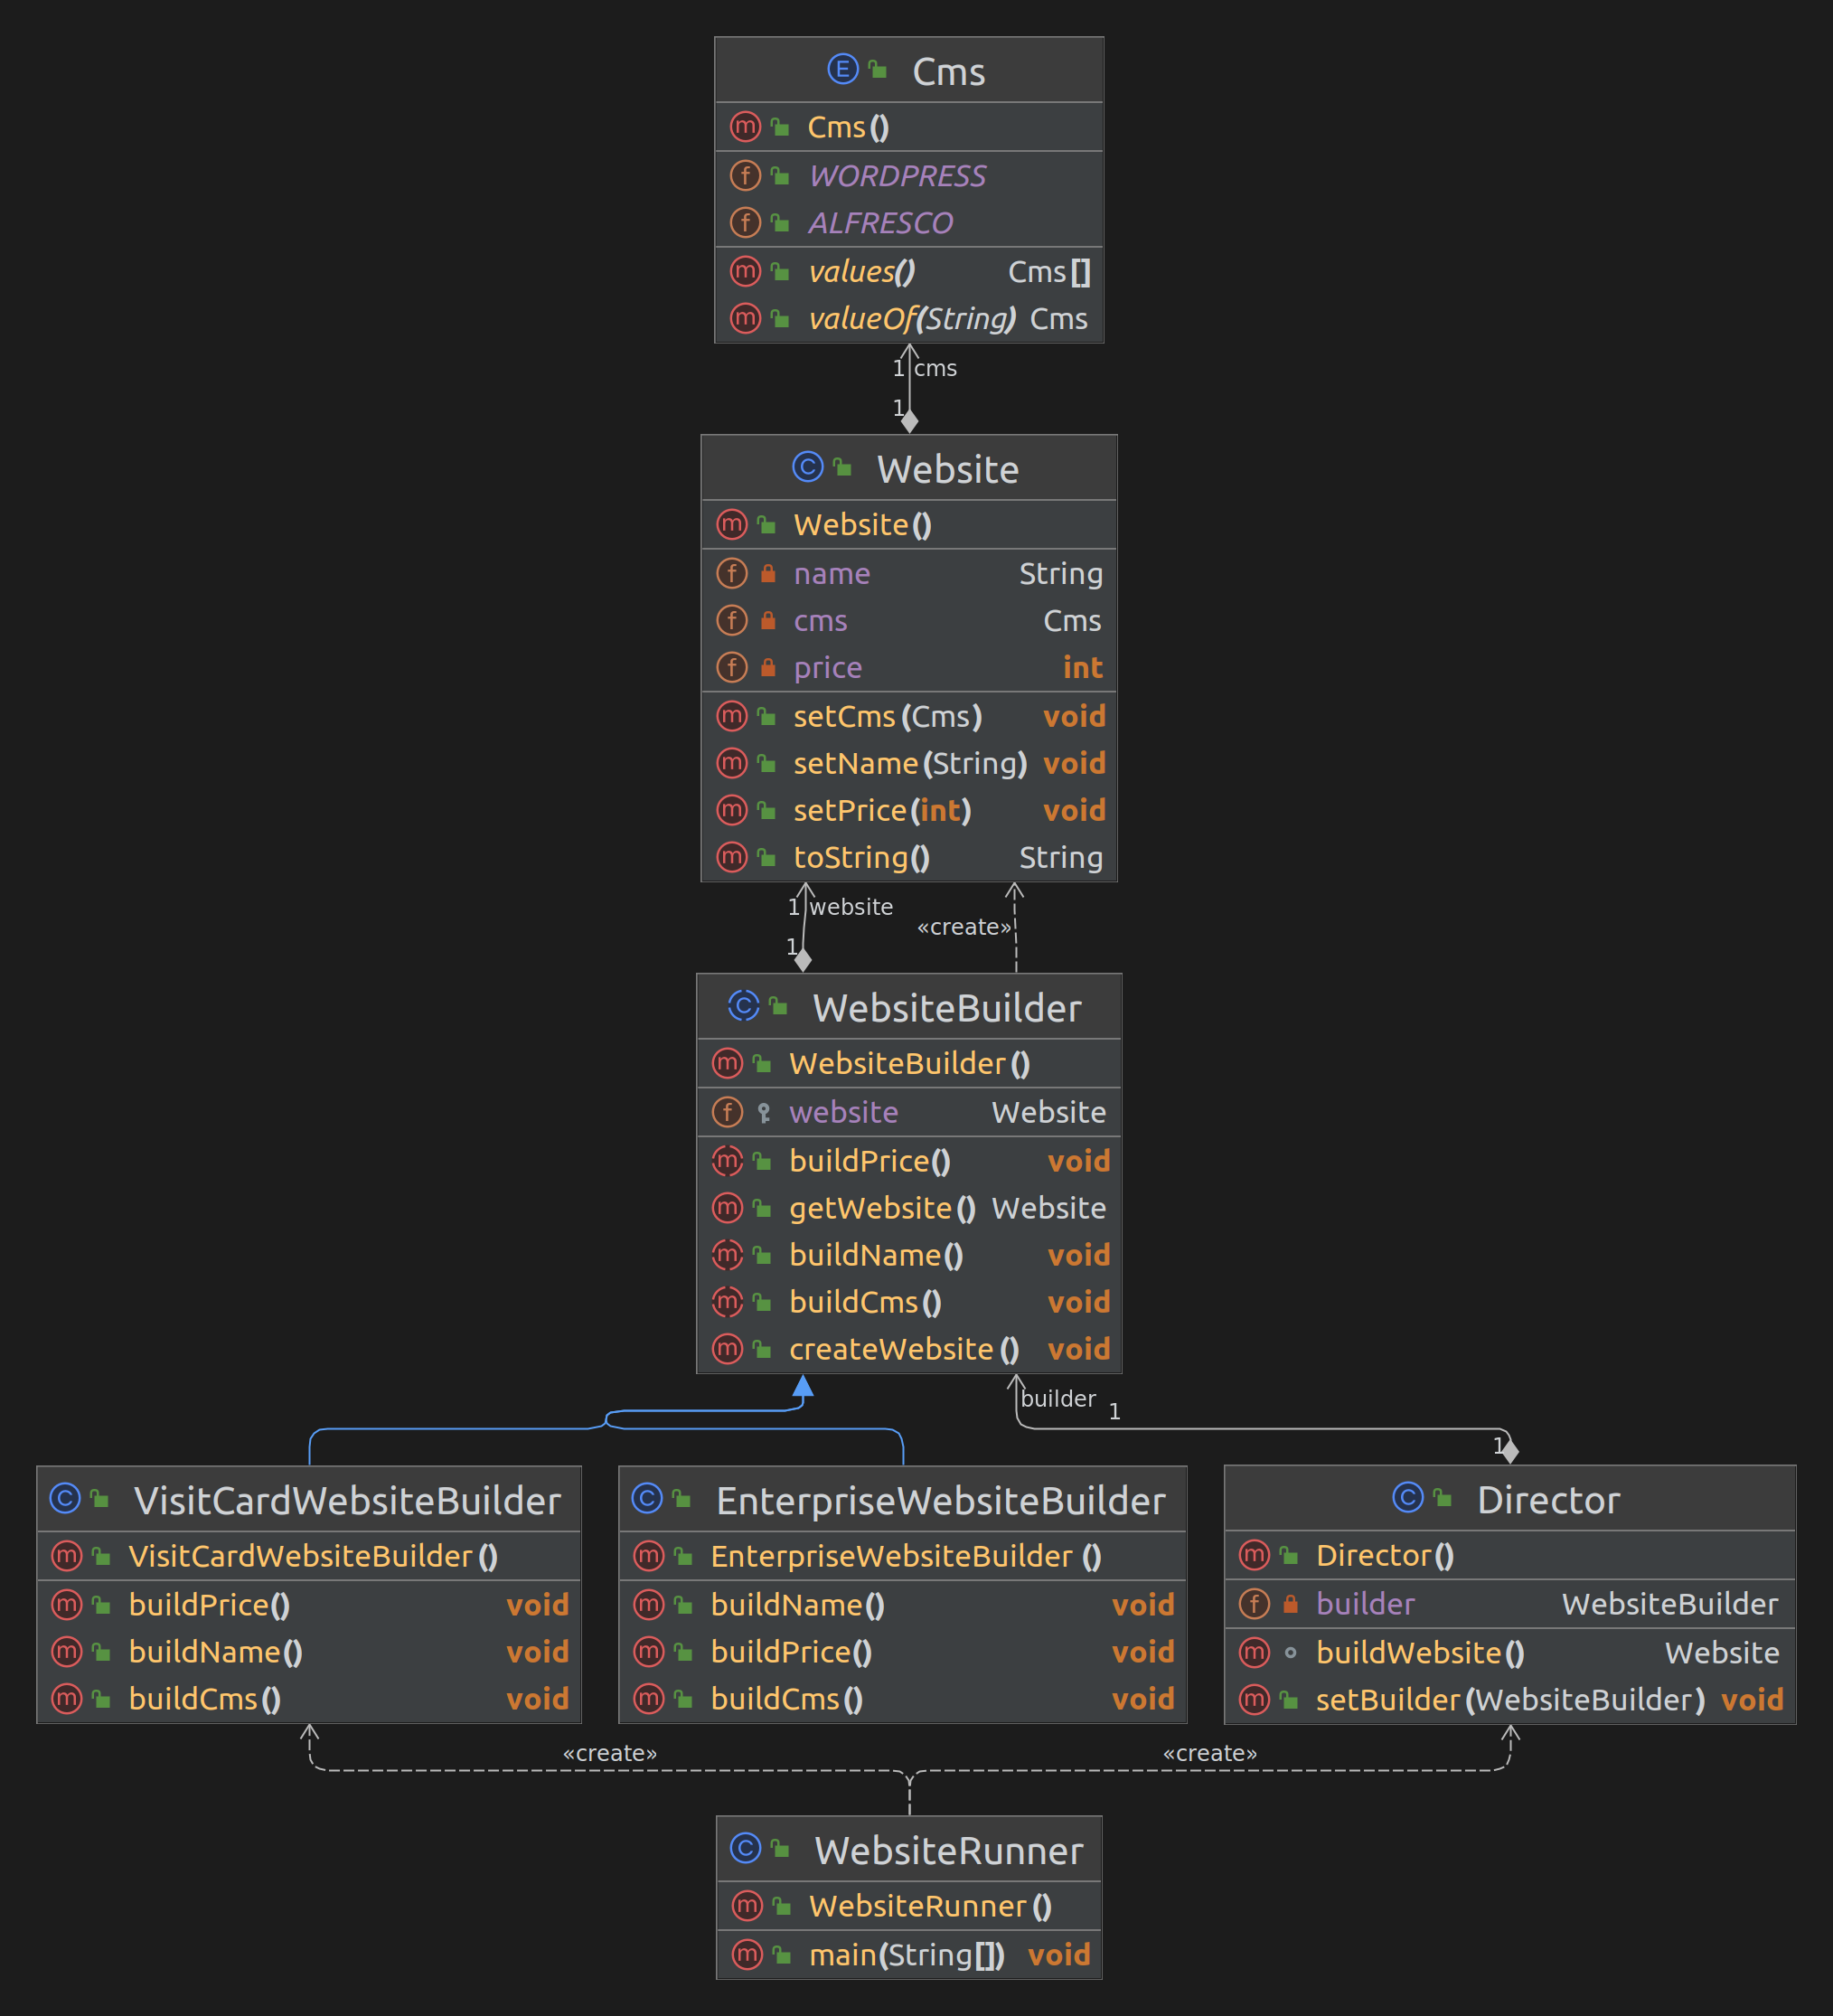 E Cms
m Cms()
f WORDPRESS
f ALFRESCO
m values() Cms[]
m valueOf(String) Cms
1 cms
1
C Website
m Website()
f name String
f cms Cms
f price int
m setCms(Cms) void
m setName(String) void
m setPrice(int) void
m toString() String
1 website
«create»
1
C WebsiteBuilder
m WebsiteBuilder()
f website Website
m buildPrice() void
m getWebsite() Website
m buildName() void
m buildCms() void
m createWebsite() void
builder 1
1
C VisitCardWebsiteBuilder
m VisitCardWebsiteBuilder()
m buildPrice() void
m buildName() void
m buildCms() void
C EnterpriseWebsiteBuilder
m EnterpriseWebsiteBuilder()
m buildName() void
m buildPrice() void
m buildCms() void
C Director
m Director()
f builder WebsiteBuilder
m buildWebsite() Website
m setBuilder(WebsiteBuilder) void
«create»
«create»
C WebsiteRunner
m WebsiteRunner()
m main(String[]) void